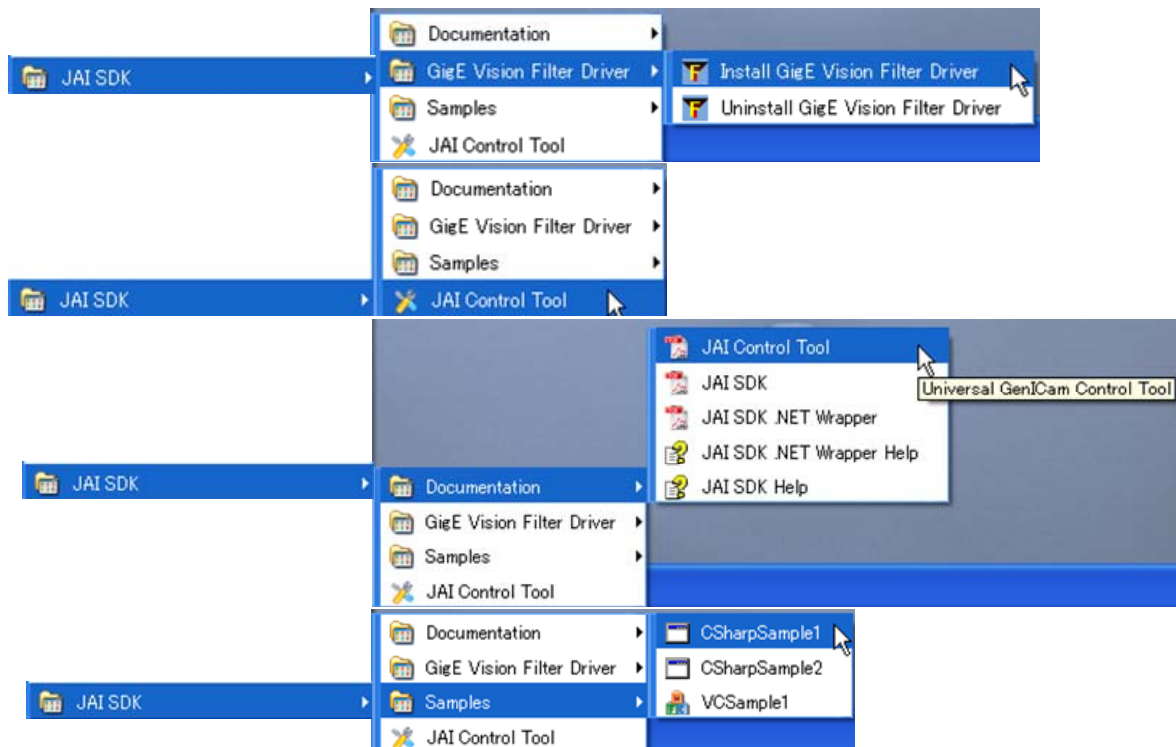 Documentation
JAI SDK
GigE Vision Filter Driver
Install GigE Vision Filter Driver
Samples
Uninstall GigE Vision Filter Driver
JAI Control Tool
Documentation
GigE Vision Filter Driver
Samples
JAI SDK
JAI Control Tool
JAI Control Tool
JAI SDK
Universal GenICam Control Tool
JAI SDK .NET Wrapper
JAI SDK .NET Wrapper Help
JAI SDK
Documentation
JAI SDK Help
GigE Vision Filter Driver
Samples
JAI Control Tool
Documentation
CSharpSample1
GigE Vision Filter Driver
CSharpSample2
JAI SDK
Samples
VCSample1
JAI Control Tool